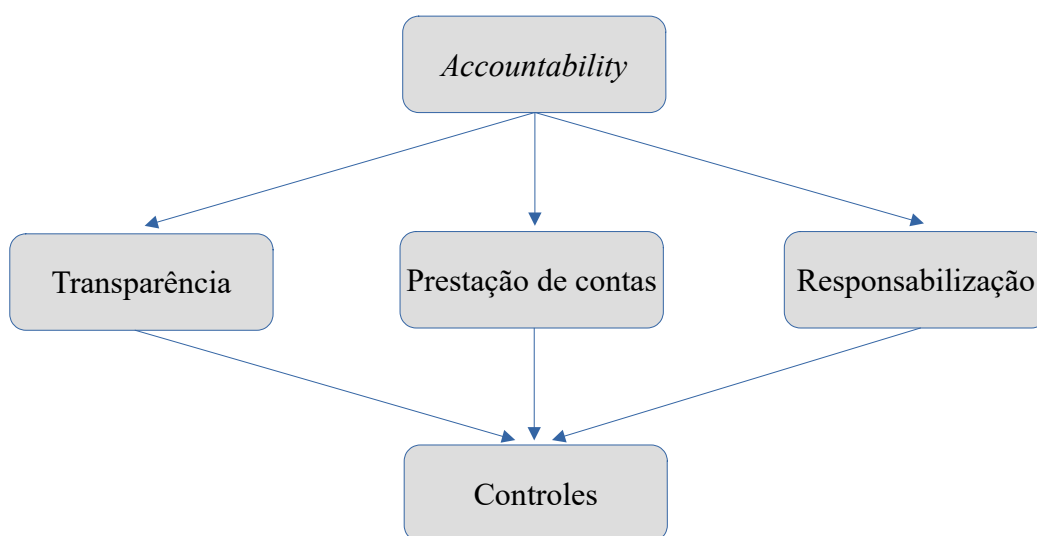 Accountability
Transparência
Prestação de contas
Responsabilização
Controles